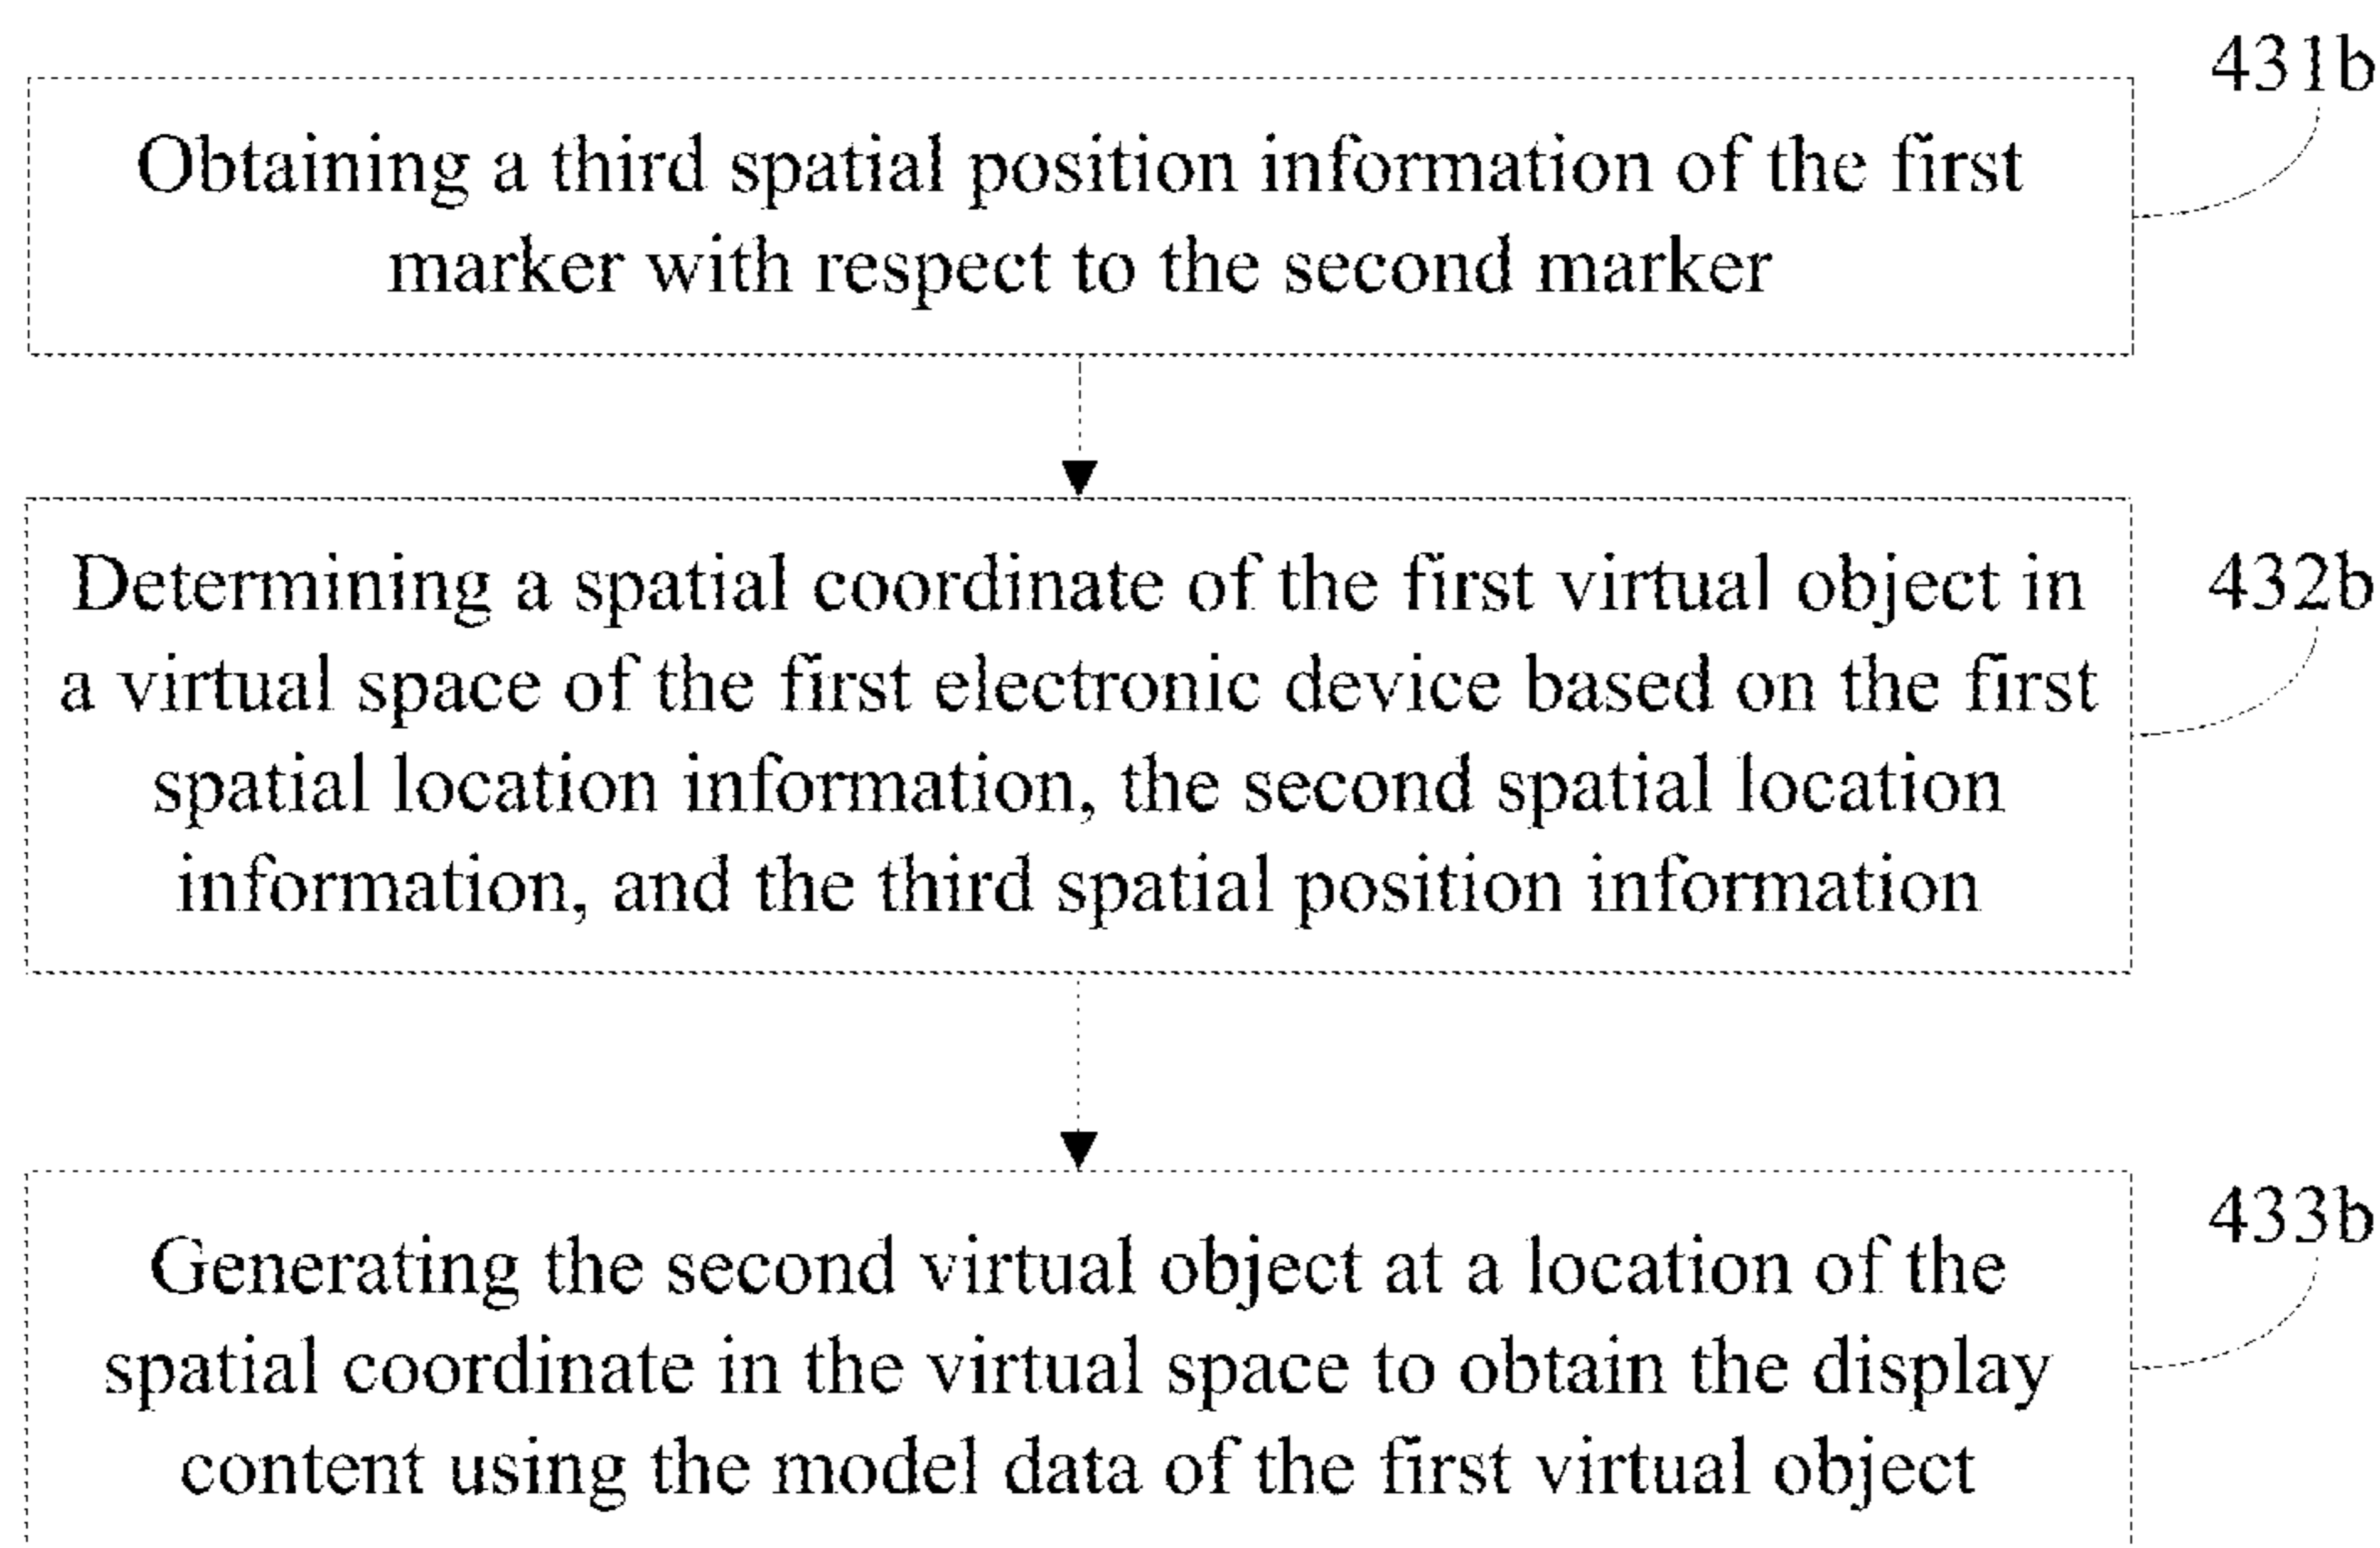 431b
Obtaining a third spatial position information of the first
marker with respect to the second marker
432b
Determining a spatial coordinate of the first virtual object in
a virtual space of the first electronic device based on the first
spatial location information, the second spatial location
information, and the third spatial position information
433b
Generating the second virtual object at a location of the
spatial coordinate in the virtual space to obtain the display
content using the model data of the first virtual object